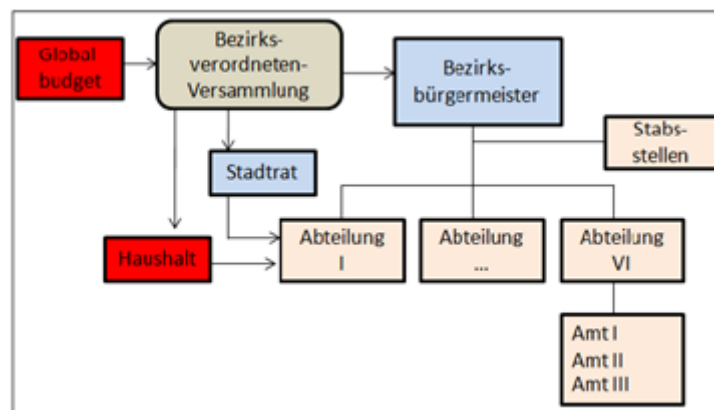 Global
budget
Bezirks-
verordneten-
Versammlung
Bezirks-
bürgermeister
Stabs-
stellen
Stadtrat
Haushalt
Abteilung
I
Abteilung
...
Abteilung
VI
Amt I
Amt II
Amt III